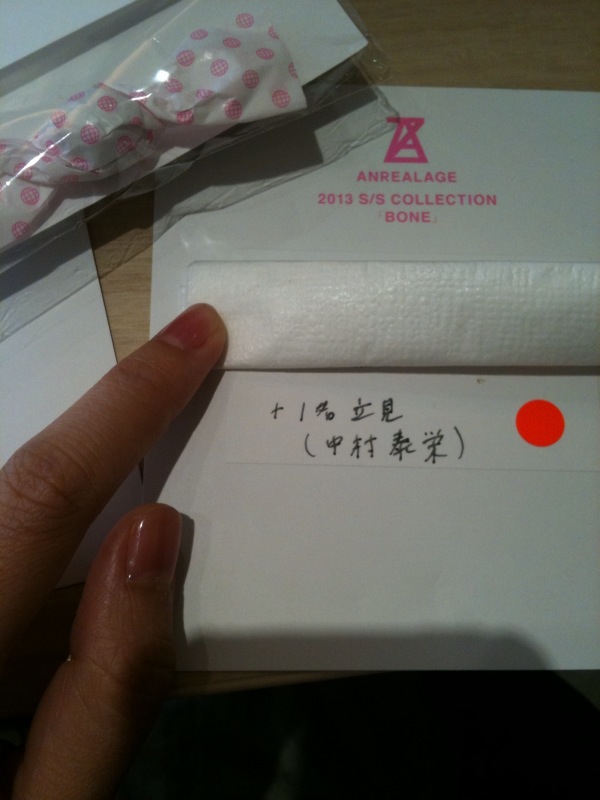 ANREALAGE
2013 S/S COLLECTION
「BONE」
+1名 立見
(中村 泰栄)